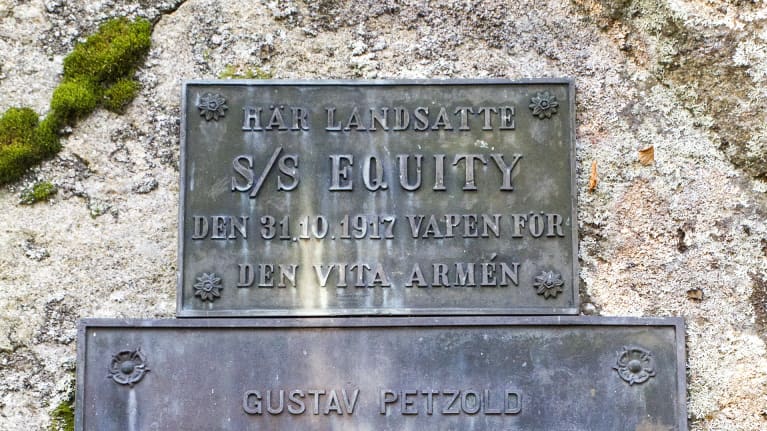 HÄR LANDSATTE
S/S EQUITY
DEN 31.10.1917 VAPEN FÖR
DEN VITA ARMÉN
GUSTAV PETZOLD